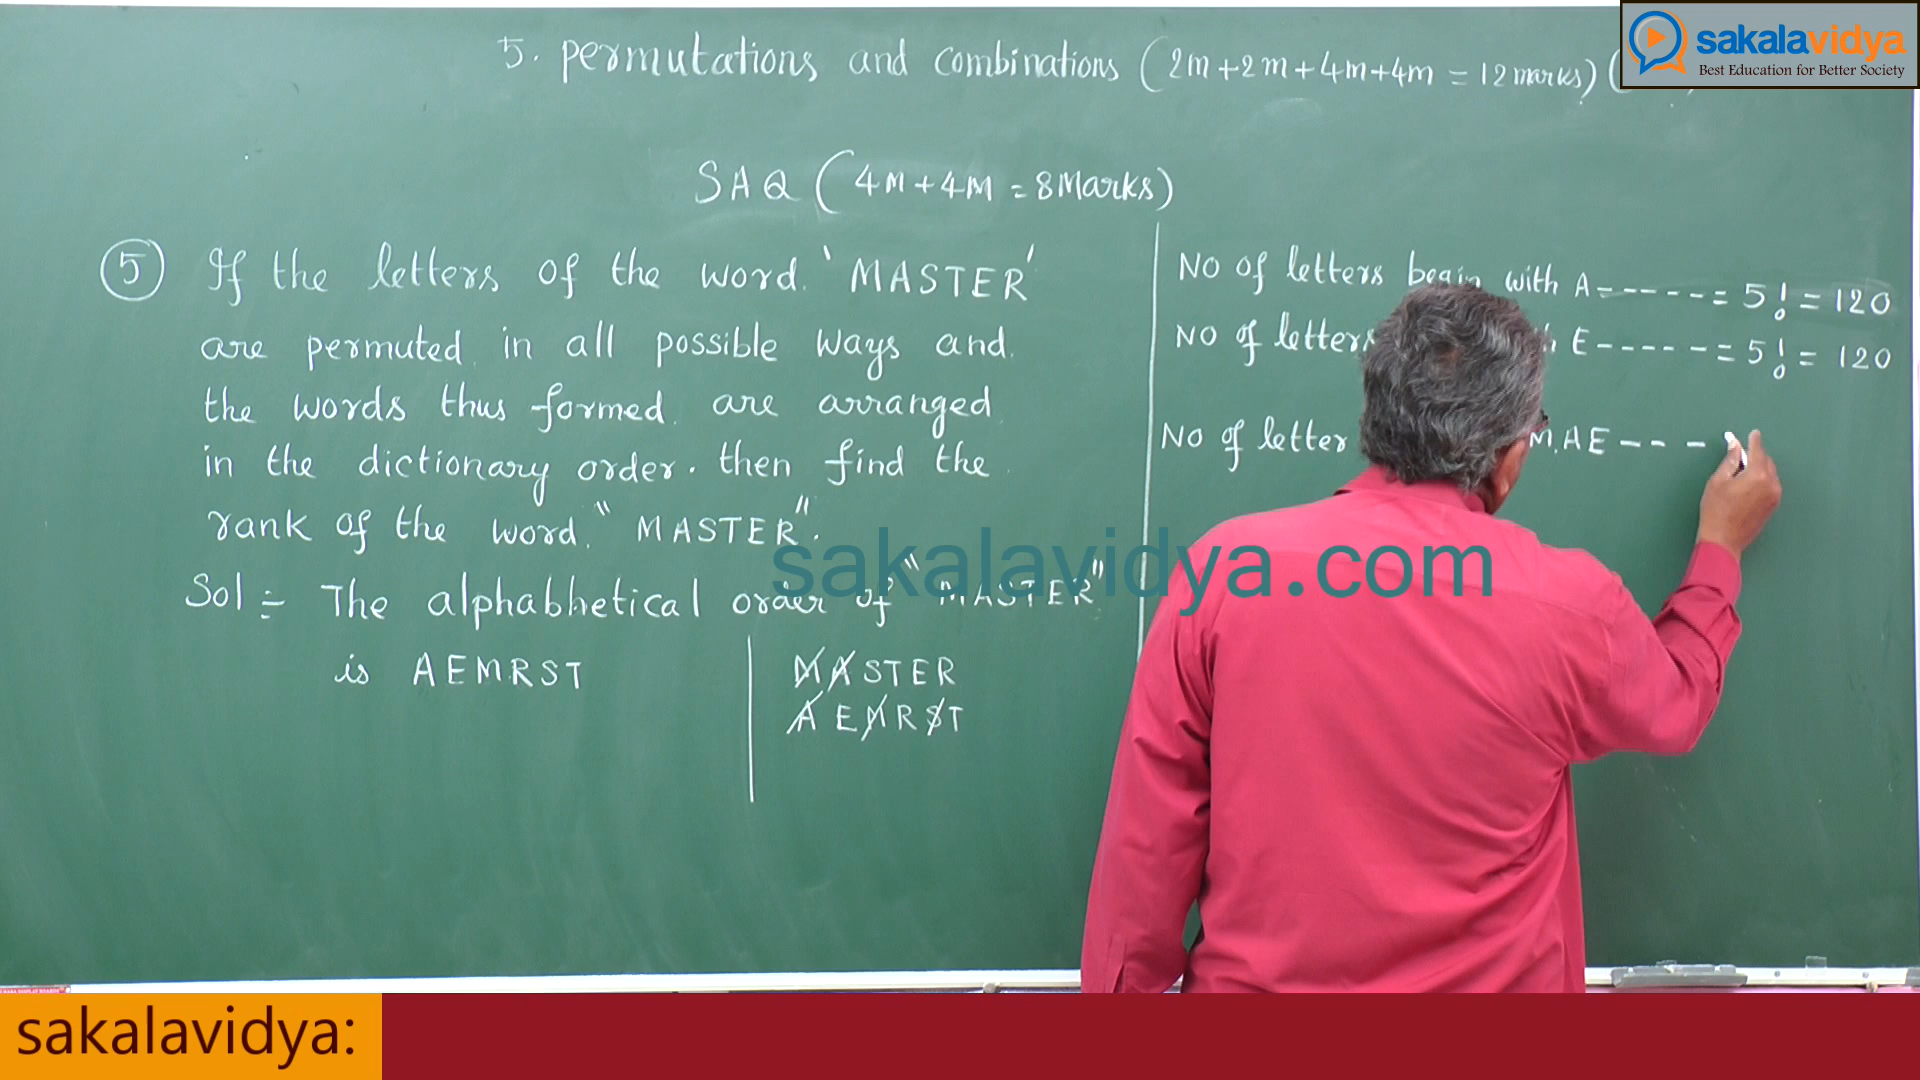 5. permutations and combinations (2m+2m+4m+4m = 12marks) (
sakalavidya
Best Education for Better Society
SAQ (4M+4M = 8Marks)
5 If the letters of the word. 'MASTER'
are permuted in all possible ways and.
the words thus formed are arranged
in the dictionary order. then find the
rank of the word. "MASTER".
Sol:- The alphabhetical order of "MASTER"
is AEMRST
MASTER
AEMRST
NO of letters begin with A----- = 5! = 120
NO of letters E----- = 5! = 120
NO of letter M.AE---
sakalavidya.com
sakalavidya: